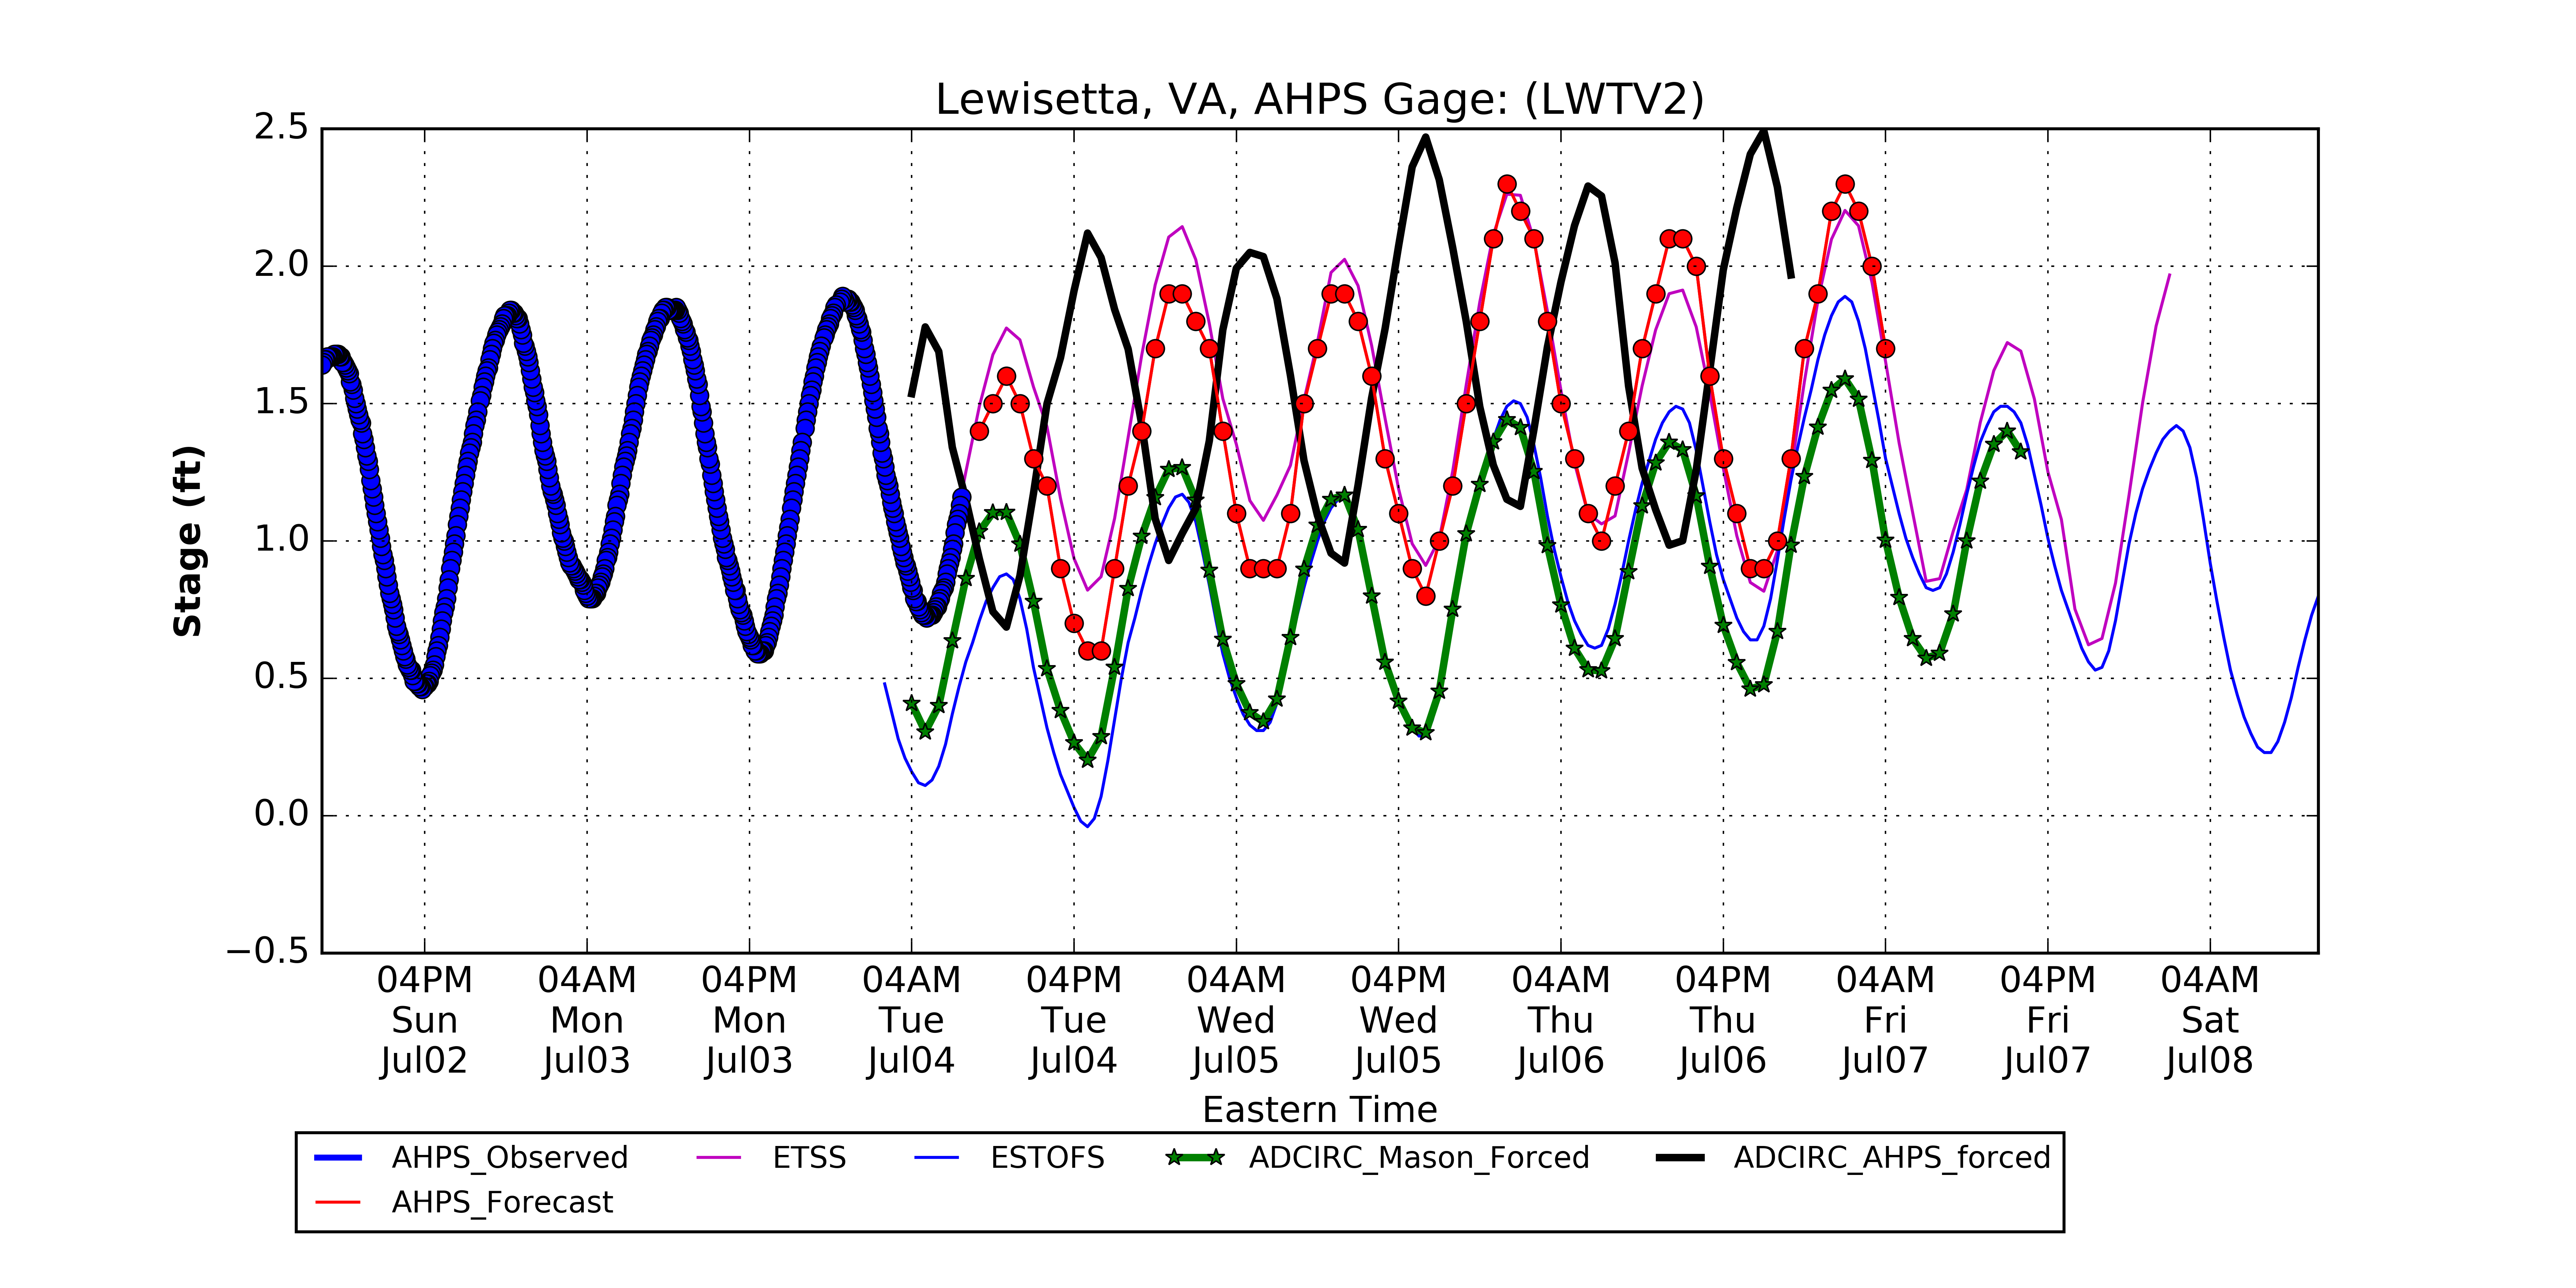 Lewisetta, VA, AHPS Gage: (LWTV2)
2.5
2.0
1.5
1.0
0.5
0.0
−0.5
Stage (ft)
04PM 04AM 04PM 04AM 04PM 04AM 04PM 04AM 04PM 04AM 04PM 04AM
Sun Mon Mon Tue Tue Wed Wed Thu Thu Fri Fri Sat
Jul02 Jul03 Jul03 Jul04 Jul04 Jul05 Jul05 Jul06 Jul06 Jul07 Jul07 Jul08
Eastern Time
AHPS_Observed ETSS ESTOFS ADCIRC_Mason_Forced ADCIRC_AHPS_forced
AHPS_Forecast